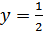 y = 1/2